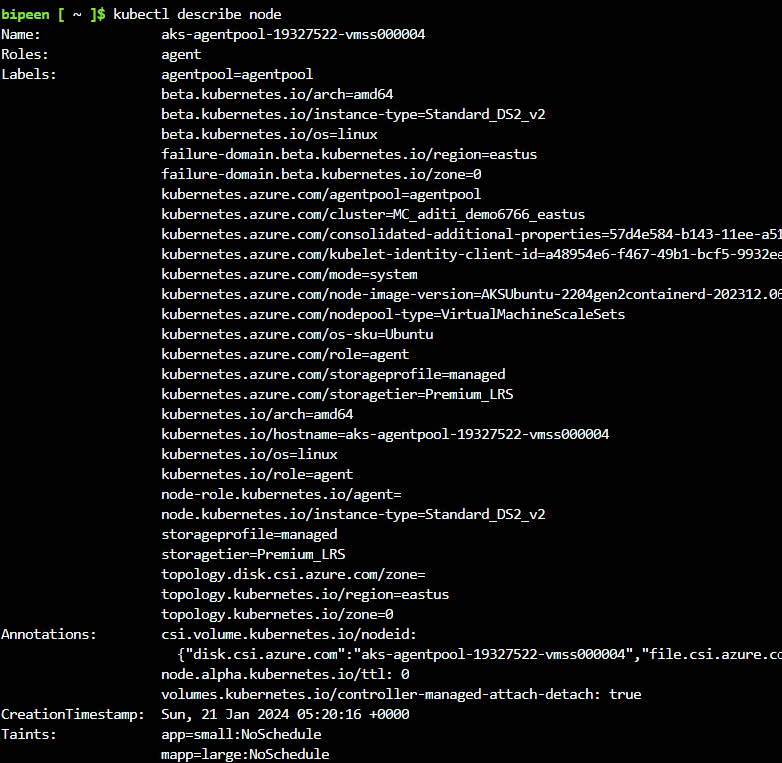 bipeen [ ~ ]$ kubectl describe node
Name: aks-agentpool-19327522-vmss000004
Roles: agent
Labels: agentpool=agentpool
beta.kubernetes.io/arch=amd64
beta.kubernetes.io/instance-type=Standard_DS2_v2
beta.kubernetes.io/os=linux
failure-domain.beta.kubernetes.io/region=eastus
failure-domain.beta.kubernetes.io/zone=0
kubernetes.azure.com/agentpool=agentpool
kubernetes.azure.com/cluster=MC_aditi_demo6766_eastus
kubernetes.azure.com/consolidated-additional-properties=57d4e584-b143-11ee-a51
kubernetes.azure.com/kubelet-identity-client-id=a48954e6-f467-49b1-bcf5-9932ee
kubernetes.azure.com/mode=system
kubernetes.azure.com/node-image-version=AKSUbuntu-2204gen2containerd-202312.06
kubernetes.azure.com/nodepool-type=VirtualMachineScaleSets
kubernetes.azure.com/os-sku=Ubuntu
kubernetes.azure.com/role=agent
kubernetes.azure.com/storageprofile=managed
kubernetes.azure.com/storagetier=Premium_LRS
kubernetes.io/arch=amd64
kubernetes.io/hostname=aks-agentpool-19327522-vmss000004
kubernetes.io/os=linux
kubernetes.io/role=agent
node-role.kubernetes.io/agent=
node.kubernetes.io/instance-type=Standard_DS2_v2
storageprofile=managed
storagetier=Premium_LRS
topology.disk.csi.azure.com/zone=
topology.kubernetes.io/region=eastus
topology.kubernetes.io/zone=0
Annotations: csi.volume.kubernetes.io/nodeid:
{"disk.csi.azure.com":"aks-agentpool-19327522-vmss000004","file.csi.azure.co
node.alpha.kubernetes.io/ttl: 0
volumes.kubernetes.io/controller-managed-attach-detach: true
CreationTimestamp: Sun, 21 Jan 2024 05:20:16 +0000
Taints: app=small:NoSchedule
mapp=large:NoSchedule